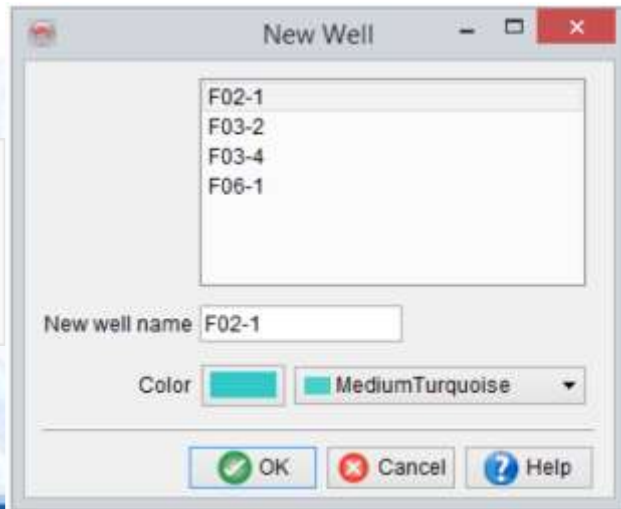 New Well
F02-1
F03-2
F03-4
F06-1
New well name F02-1
Color MediumTurquoise
OK Cancel Help